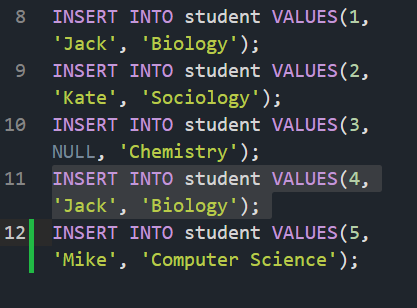 8 INSERT INTO student VALUES(1,
'Jack', 'Biology');
9 INSERT INTO student VALUES(2,
'Kate', 'Sociology');
10 INSERT INTO student VALUES(3,
NULL, 'Chemistry');
11 INSERT INTO student VALUES(4,
'Jack', 'Biology');
12 INSERT INTO student VALUES(5,
'Mike', 'Computer Science');